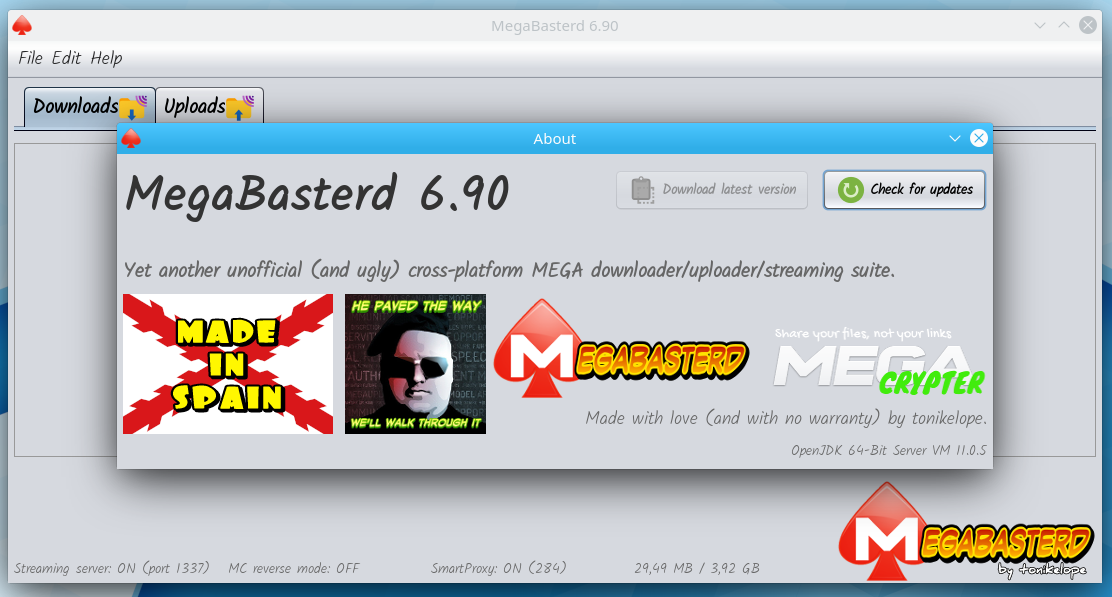 MegaBasterd 6.90
File Edit Help
Downloads Uploads
About
MegaBasterd 6.90
Download latest version
Check for updates
Yet another unofficial (and ugly) cross-platform MEGA downloader/uploader/streaming suite.
MADE
IN
SPAIN
HE PAVED THE WAY
WE'LL WALK THROUGH IT
MEGABASTERD
Share your files, not your links
MEGA
CRYPTER
Made with love (and with no warranty) by tonikelope.
OpenJDK 64-Bit Server VM 11.0.5
MEGABASTERD
by tonikelope
Streaming server: ON (port 1337) MC reverse mode: OFF SmartProxy: ON (284) 29,49 MB / 3,92 GB